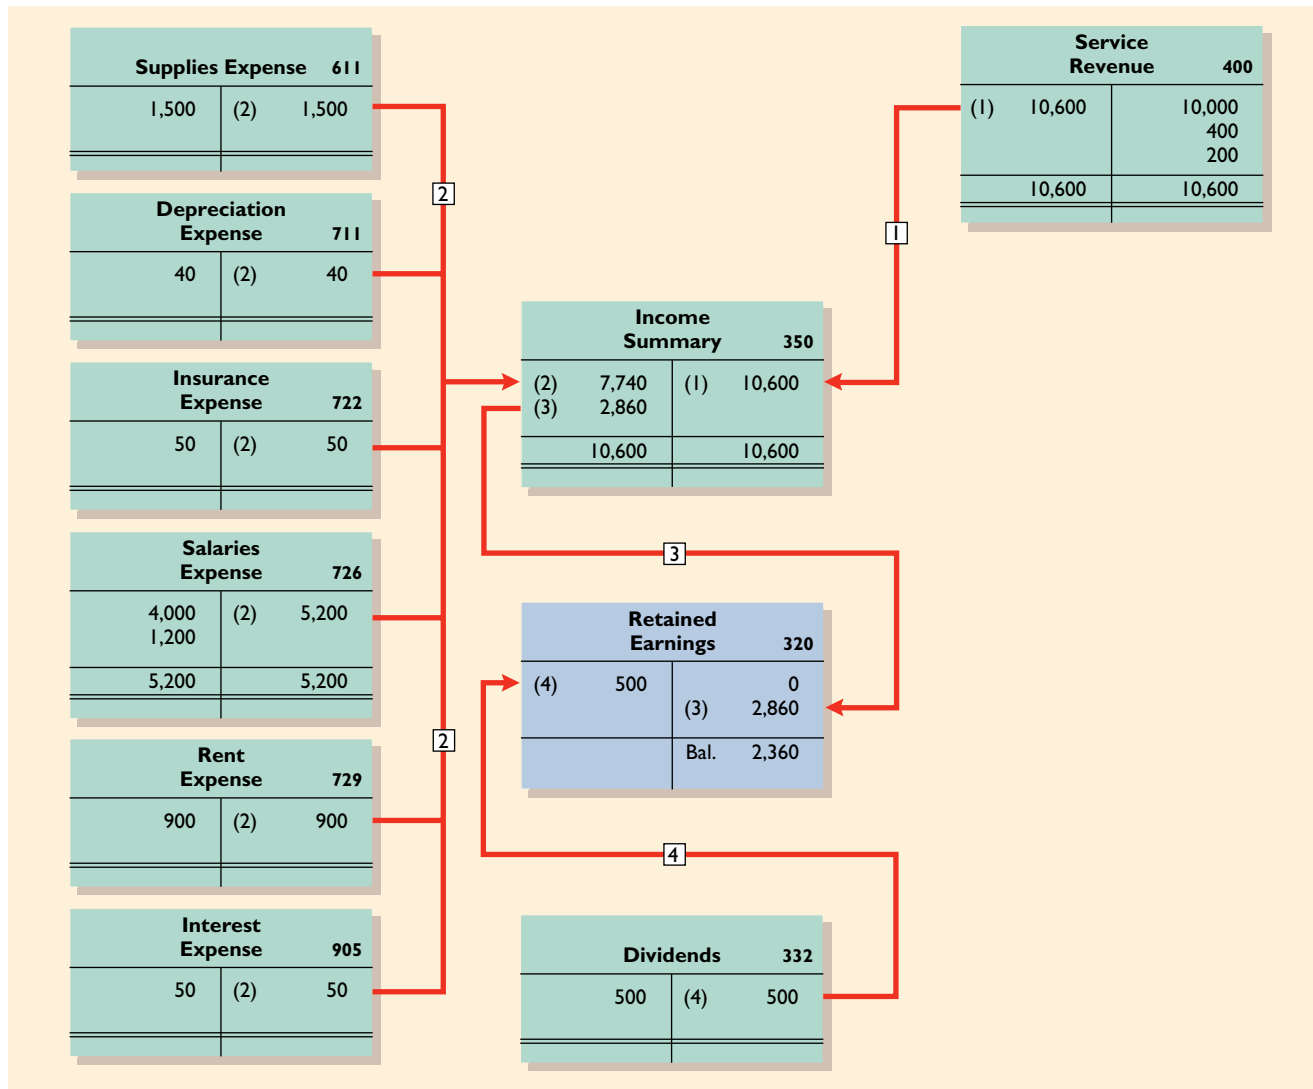 Supplies Expense 611
1,500 (2) 1,500
Depreciation
Expense 711
40 (2) 40
Insurance
Expense 722
50 (2) 50
Salaries
Expense 726
4,000 (2) 5,200
1,200
5,200 5,200
Rent
Expense 729
900 (2) 900
Interest
Expense 905
50 (2) 50
2
2
Income
Summary 350
(2) 7,740 (1) 10,600
(3) 2,860
10,600 10,600
3
Retained
Earnings 320
(4) 500 0
(3) 2,860
Bal. 2,360
4
Dividends 332
500 (4) 500
Service
Revenue 400
(1) 10,600 10,000
400
200
10,600 10,600
1